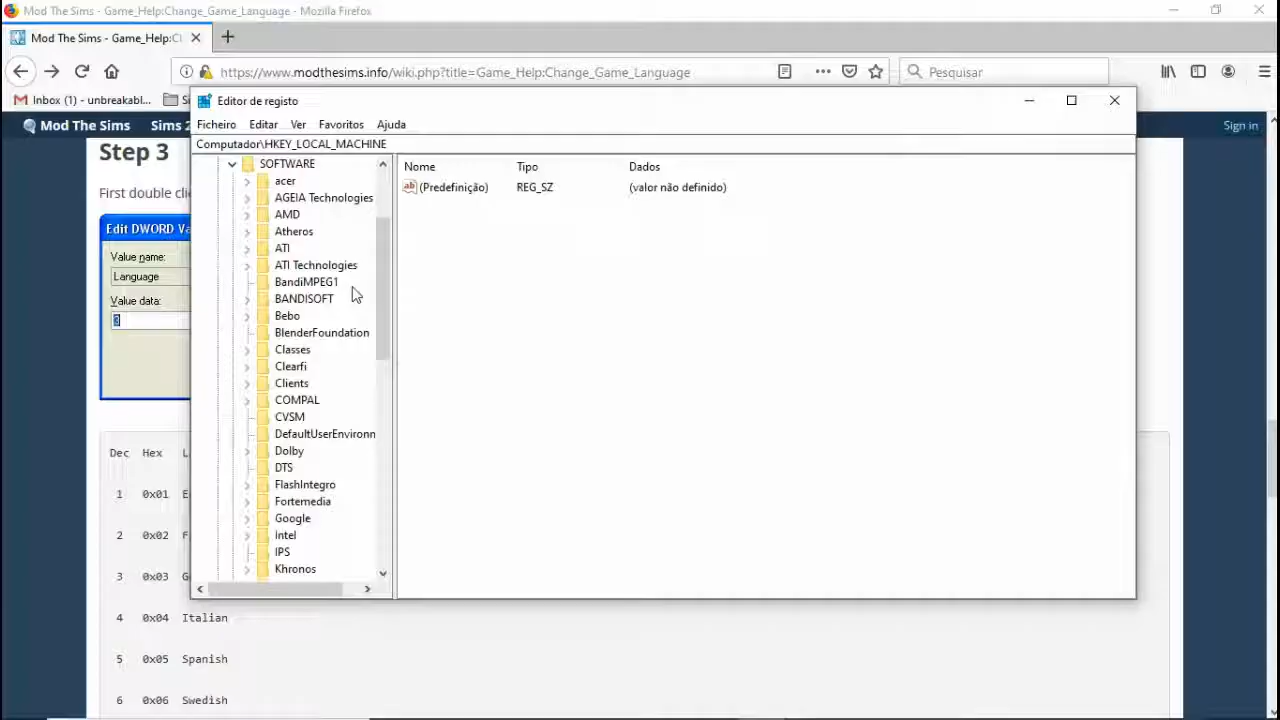 Mod The Sims - Game_Help:Change_Game_Language - Mozilla Firefox
Mod The Sims - Game_Help:Cl
https://www.modthesims.info/wiki.php?title=Game_Help:Change_Game_Language
Pesquisar
Inbox (1) - unbreakabl...
Si
Mod The Sims
Sims 2
Sign in
Step 3
First double cli
Edit DWORD Va
Value name:
Language
Value data:
3
Dec Hex L
1 0x01 E
2 0x02 F
3 0x03 G
4 0x04 Italian
5 0x05 Spanish
6 0x06 Swedish
Editor de registo
Ficheiro Editar Ver Favoritos Ajuda
Computador\HKEY_LOCAL_MACHINE
SOFTWARE
acer
AGEIA Technologies
AMD
Atheros
ATI
ATI Technologies
BandiMPEG1
BANDISOFT
Bebo
BlenderFoundation
Classes
Clearfi
Clients
COMPAL
CVSM
DefaultUserEnvironn
Dolby
DTS
FlashIntegro
Fortemedia
Google
Intel
IPS
Khronos
Nome Tipo Dados
ab (Predefinição) REG_SZ (valor não definido)